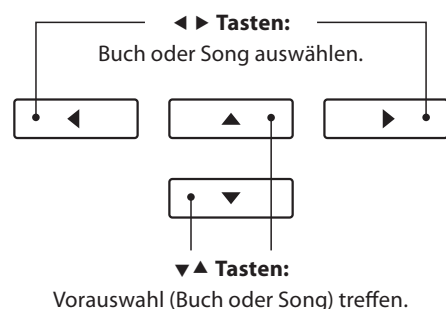 ◀ ▶ Tasten:
Buch oder Song auswählen.
◀ ▲ ▶
▼
▼▲ Tasten:
Vorauswahl (Buch oder Song) treffen.